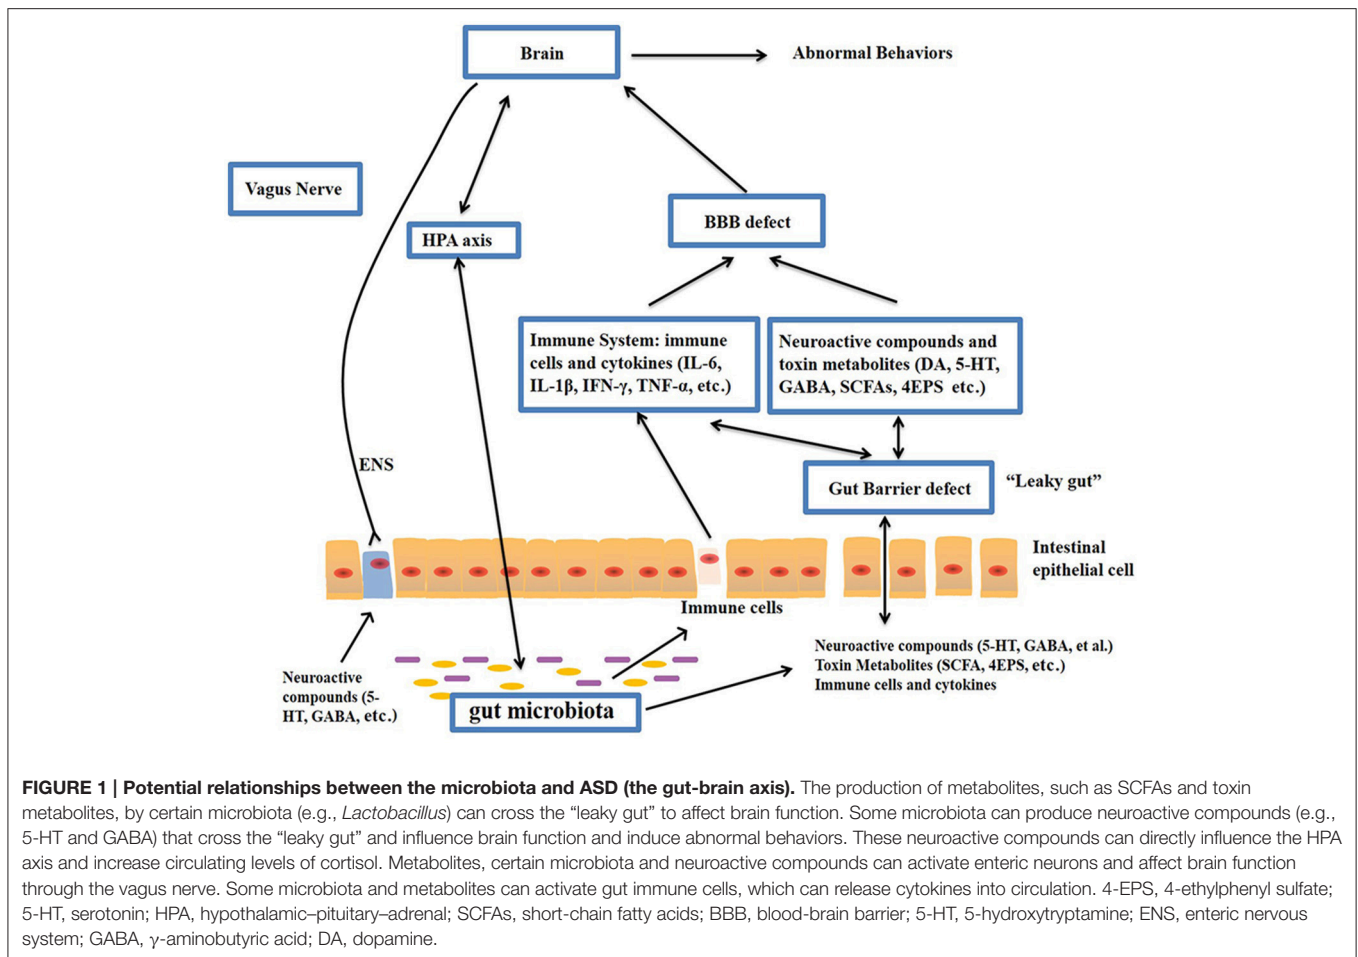 Brain
Abnormal Behaviors
Vagus Nerve
HPA axis
BBB defect
Immune System: immune
cells and cytokines (IL-6,
IL-1β, IFN-γ, TNF-α, etc.)
Neuroactive compounds and
toxin metabolites (DA, 5-HT,
GABA, SCFAs, 4EPS etc.)
ENS
Gut Barrier defect
“Leaky gut”
Intestinal
epithelial cell
Immune cells
Neuroactive
compounds (5-
HT, GABA, etc.)
gut microbiota
Neuroactive compounds (5-HT, GABA, et al.)
Toxin Metabolites (SCFA, 4EPS, etc.)
Immune cells and cytokines
FIGURE 1 | Potential relationships between the microbiota and ASD (the gut-brain axis). The production of metabolites, such as SCFAs and toxin
metabolites, by certain microbiota (e.g., Lactobacillus) can cross the “leaky gut” to affect brain function. Some microbiota can produce neuroactive compounds (e.g.,
5-HT and GABA) that cross the “leaky gut” and influence brain function and induce abnormal behaviors. These neuroactive compounds can directly influence the HPA
axis and increase circulating levels of cortisol. Metabolites, certain microbiota and neuroactive compounds can activate enteric neurons and affect brain function
through the vagus nerve. Some microbiota and metabolites can activate gut immune cells, which can release cytokines into circulation. 4-EPS, 4-ethylphenyl sulfate;
5-HT, serotonin; HPA, hypothalamic–pituitary–adrenal; SCFAs, short-chain fatty acids; BBB, blood-brain barrier; 5-HT, 5-hydroxytryptamine; ENS, enteric nervous
system; GABA, γ-aminobutyric acid; DA, dopamine.